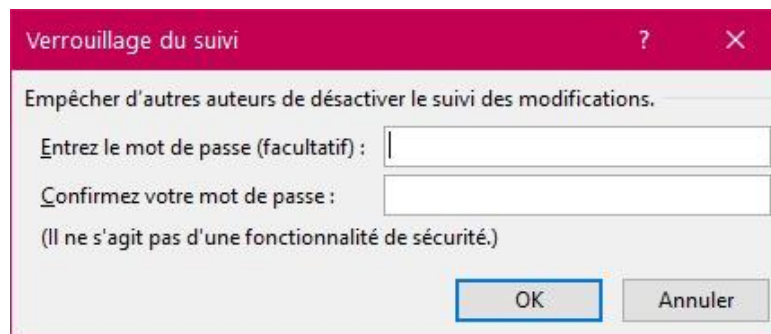 Verrouillage du suivi ?
Empêcher d'autres auteurs de désactiver le suivi des modifications.
Entrez le mot de passe (facultatif) :
Confirmez votre mot de passe :
(Il ne s'agit pas d'une fonctionnalité de sécurité.)
OK Annuler